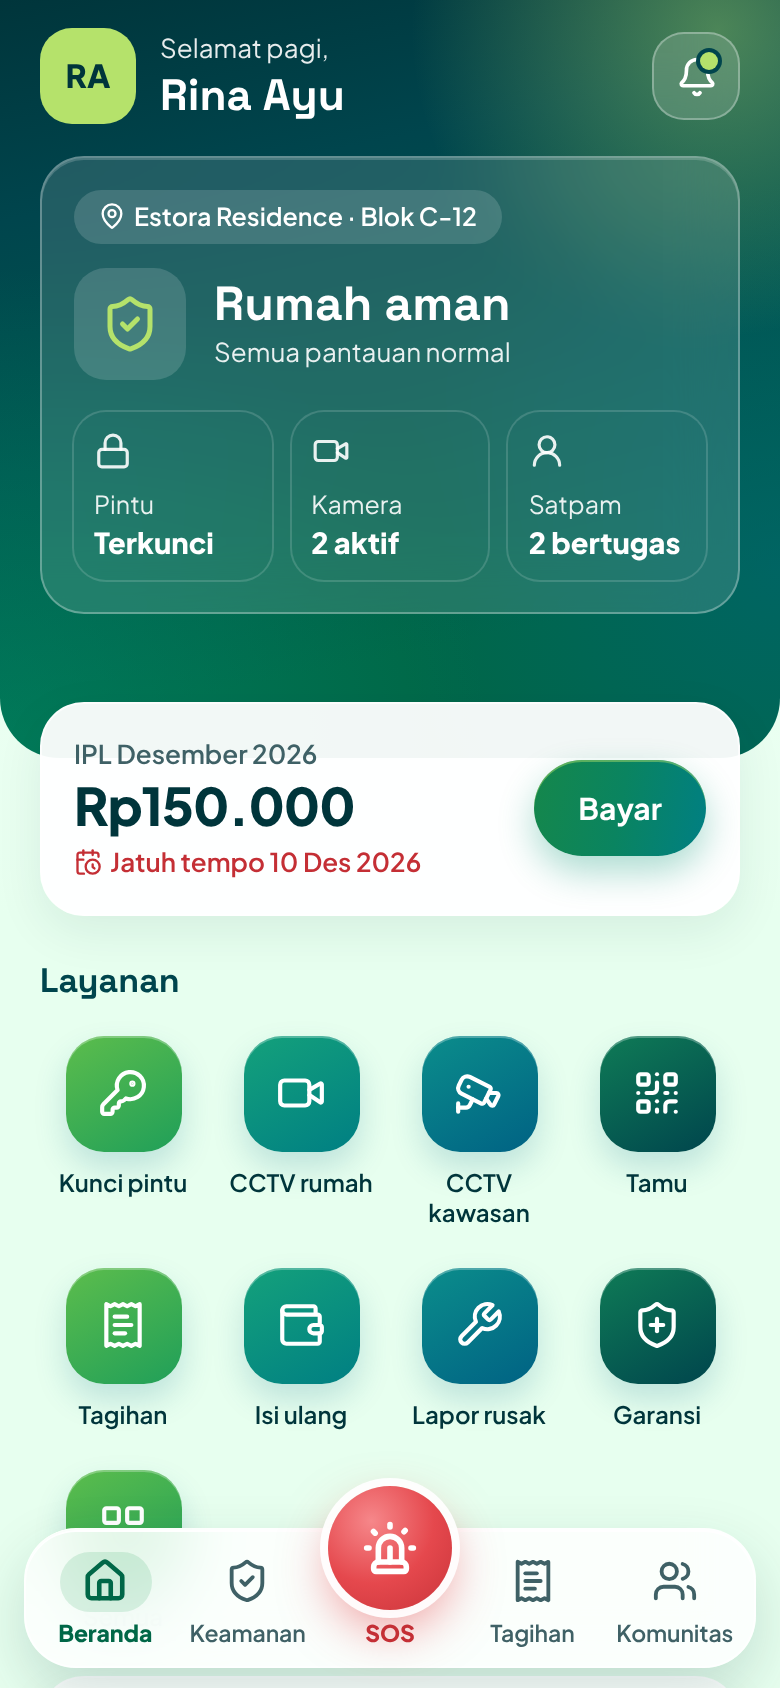 RA
Selamat pagi,
Rina Ayu
Estora Residence · Blok C-12
Rumah aman
Semua pantauan normal
Pintu
Terkunci
Kamera
2 aktif
Satpam
2 bertugas
IPL Desember 2026
Rp150.000
Jatuh tempo 10 Des 2026
Bayar
Layanan
Kunci pintu
CCTV rumah
CCTV
kawasan
Tamu
Tagihan
Isi ulang
Lapor rusak
Garansi
Beranda
Keamanan
SOS
Tagihan
Komunitas